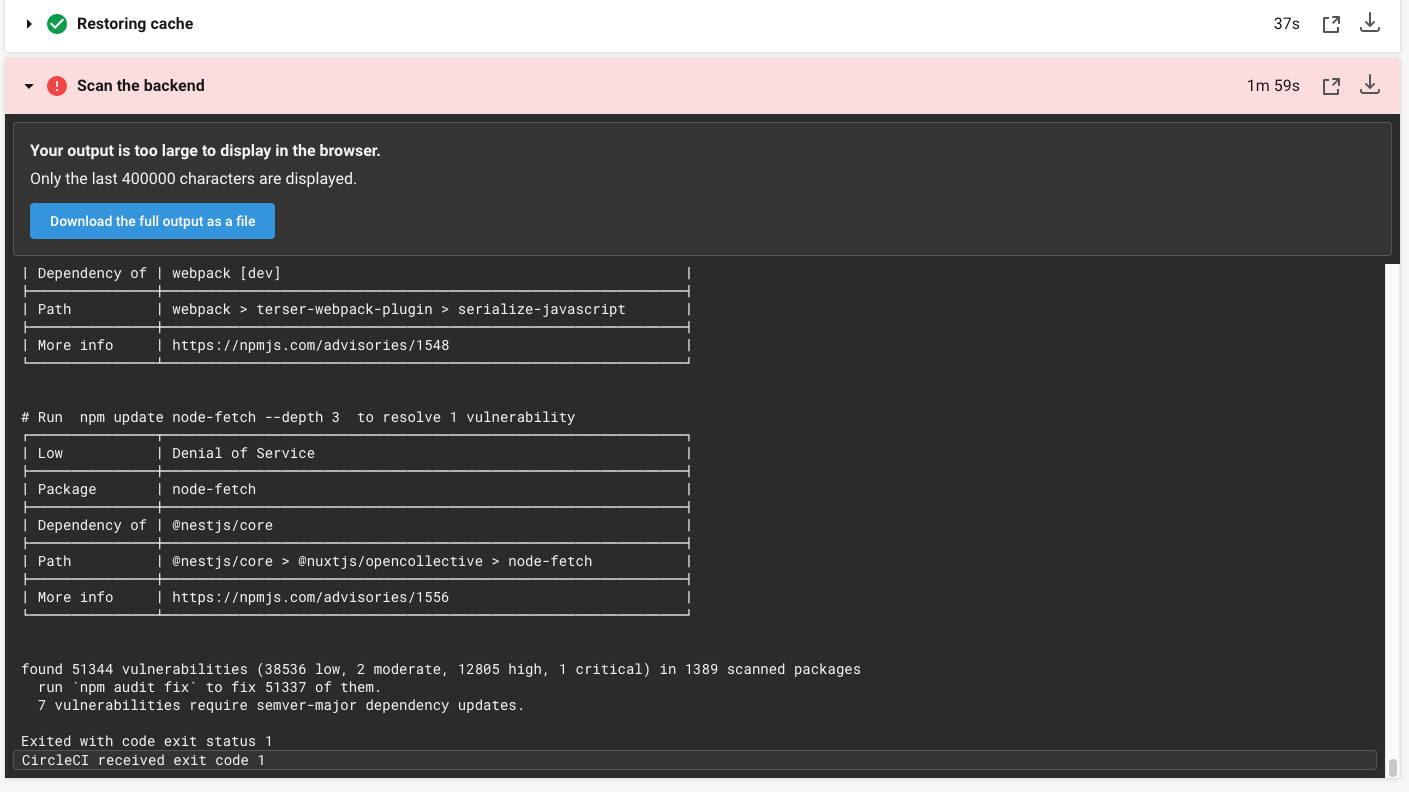 Restoring cache 37s
Scan the backend 1m 59s
Your output is too large to display in the browser.
Only the last 400000 characters are displayed.
Download the full output as a file
| Dependency of | webpack [dev] |
| Path | webpack > terser-webpack-plugin > serialize-javascript |
| More info | https://npmjs.com/advisories/1548 |
# Run  npm update node-fetch --depth 3  to resolve 1 vulnerability
| Low | Denial of Service |
| Package | node-fetch |
| Dependency of | @nestjs/core |
| Path | @nestjs/core > @nuxtjs/opencollective > node-fetch |
| More info | https://npmjs.com/advisories/1556 |
found 51344 vulnerabilities (38536 low, 2 moderate, 12805 high, 1 critical) in 1389 scanned packages
run `npm audit fix` to fix 51337 of them.
7 vulnerabilities require semver-major dependency updates.
Exited with code exit status 1
CircleCI received exit code 1